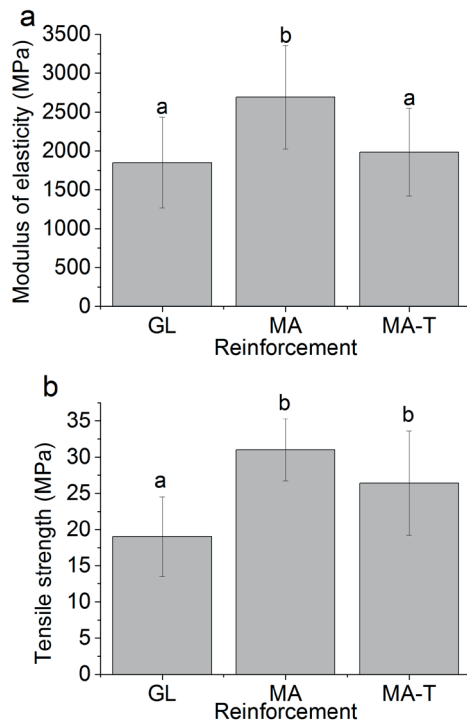 a
Modulus of elasticity (MPa)
3500
3000
2500
2000
1500
1000
500
0
a
b
a
GL
MA
MA-T
Reinforcement
b
Tensile strength (MPa)
35
30
25
20
15
10
5
0
a
b
b
GL
MA
MA-T
Reinforcement